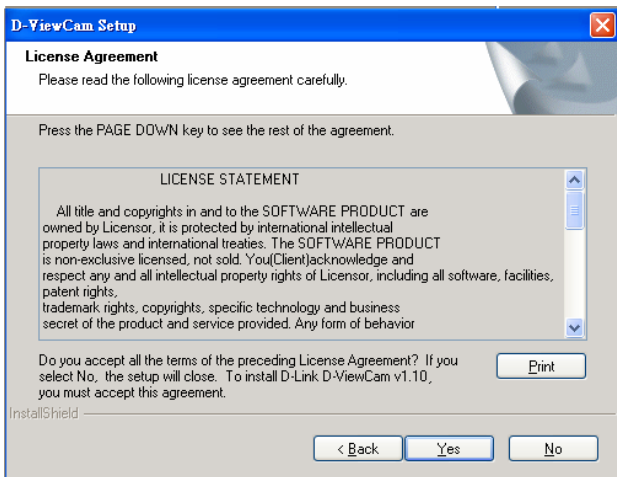 D-ViewCam Setup
License Agreement
Please read the following license agreement carefully.
Press the PAGE DOWN key to see the rest of the agreement.
LICENSE STATEMENT
All title and copyrights in and to the SOFTWARE PRODUCT are
owned by Licensor, it is protected by international intellectual
property laws and international treaties. The SOFTWARE PRODUCT
is non-exclusive licensed, not sold. You(Client)acknowledge and
respect any and all intellectual property rights of Licensor, including all software, facilities,
patent rights,
trademark rights, copyrights, specific technology and business
secret of the product and service provided. Any form of behavior
Do you accept all the terms of the preceding License Agreement? If you
select No, the setup will close. To install D-Link D-ViewCam v1.10,
you must accept this agreement.
Print
InstallShield
< Back
Yes
No